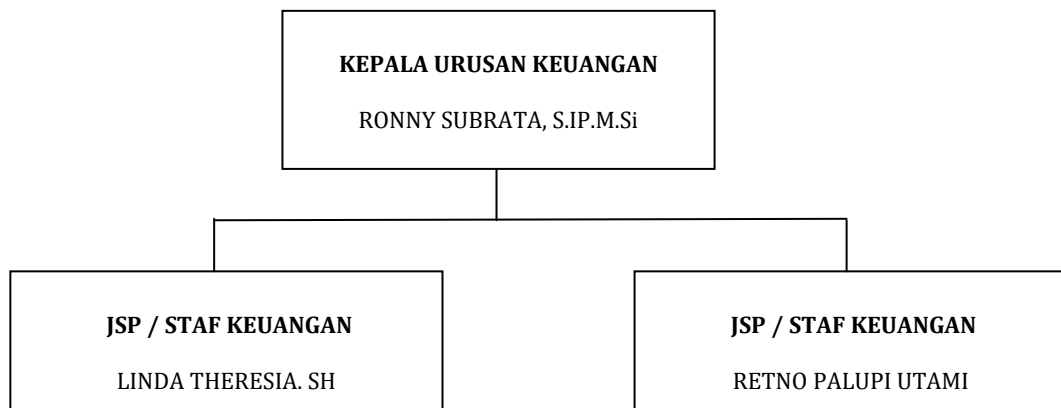 KEPALA URUSAN KEUANGAN
RONNY SUBRATA, S.IP.M.Si
JSP / STAF KEUANGAN
LINDA THERESIA. SH
JSP / STAF KEUANGAN
RETNO PALUPI UTAMI